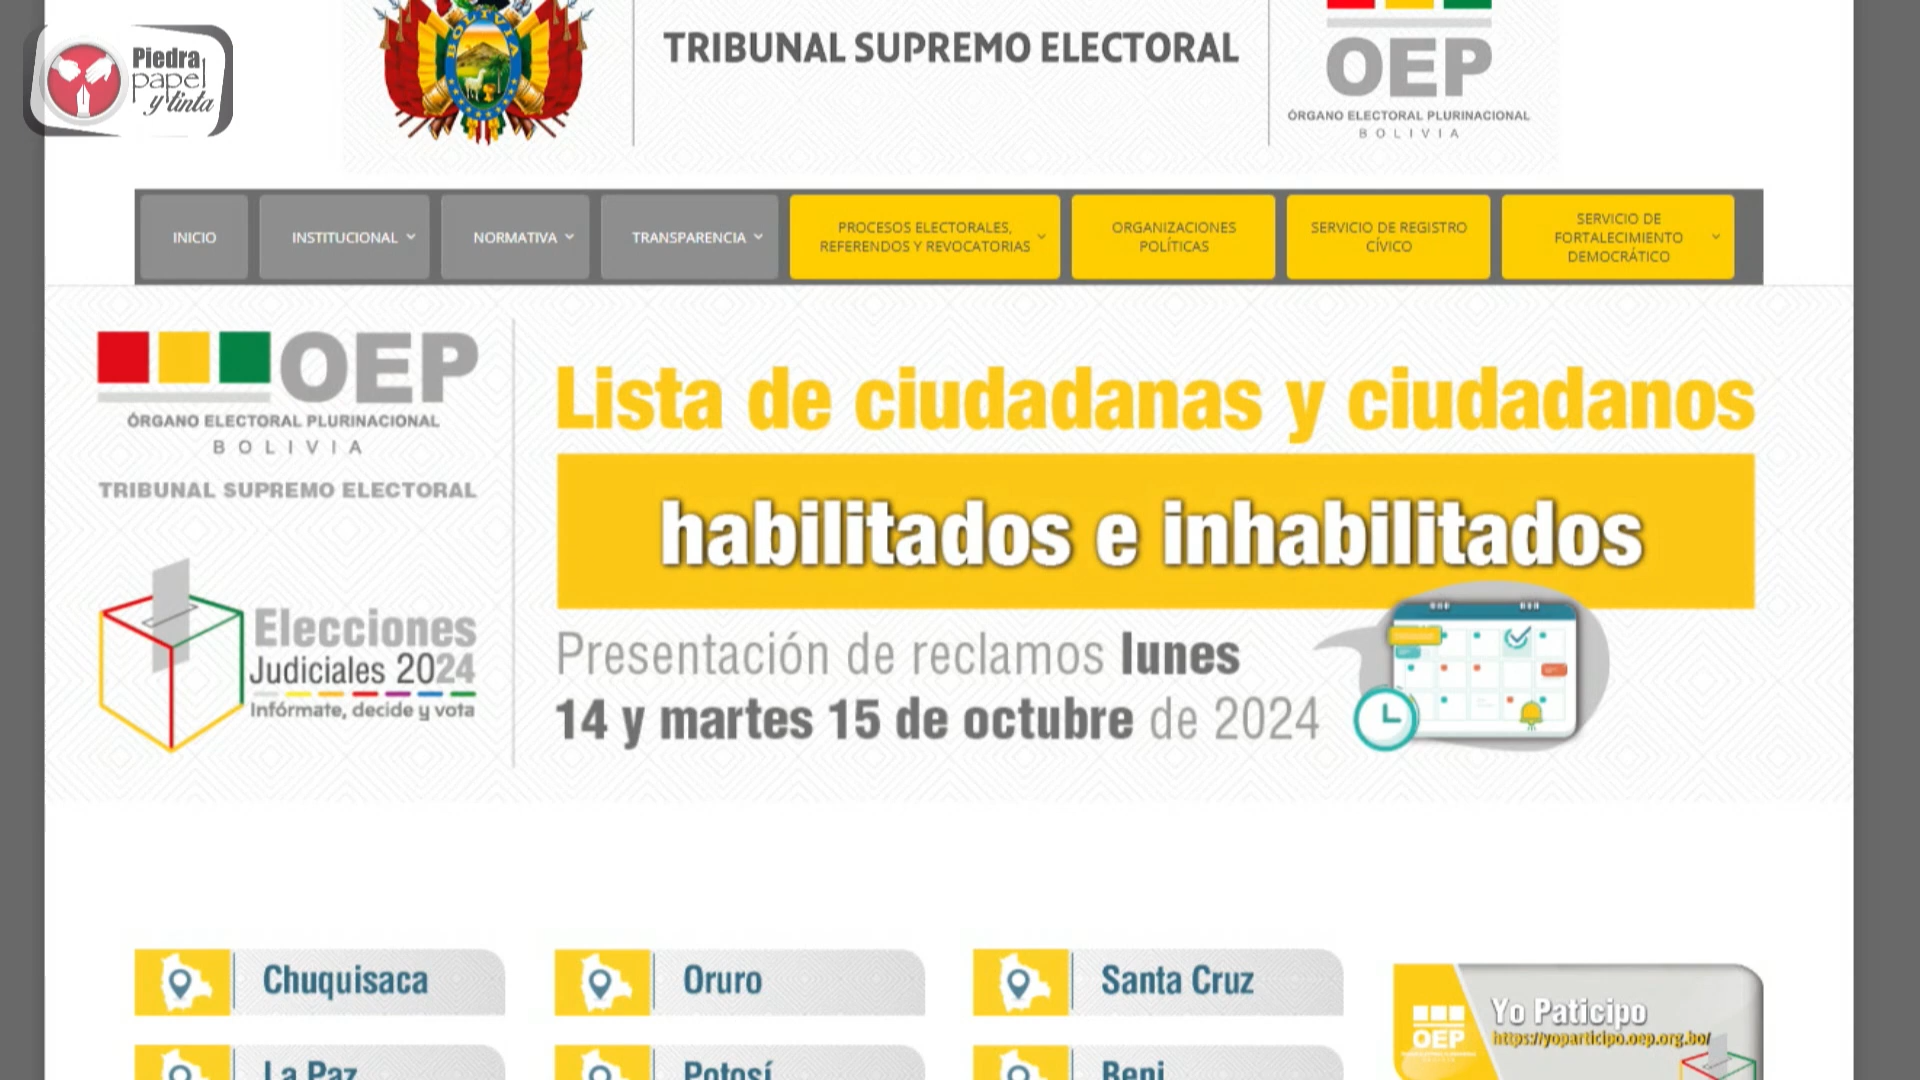 Piedra,
papel
y tinta
BOLIVIA
TRIBUNAL SUPREMO ELECTORAL
OEP
ÓRGANO ELECTORAL PLURINACIONAL
BOLIVIA
INICIO
INSTITUCIONAL
NORMATIVA
TRANSPARENCIA
PROCESOS ELECTORALES,
REFERENDOS Y REVOCATORIAS
ORGANIZACIONES
POLÍTICAS
SERVICIO DE REGISTRO
CÍVICO
SERVICIO DE
FORTALECIMIENTO
DEMOCRÁTICO
OEP
ÓRGANO ELECTORAL PLURINACIONAL
BOLIVIA
TRIBUNAL SUPREMO ELECTORAL
Elecciones
Judiciales 2024
Infórmate, decide y vota
Lista de ciudadanas y ciudadanos
habilitados e inhabilitados
Presentación de reclamos lunes
14 y martes 15 de octubre de 2024
Chuquisaca
Oruro
Santa Cruz
La Paz
Potosí
Beni
OEP
Yo Paticipo
https://yoparticipo.oep.org.bo/